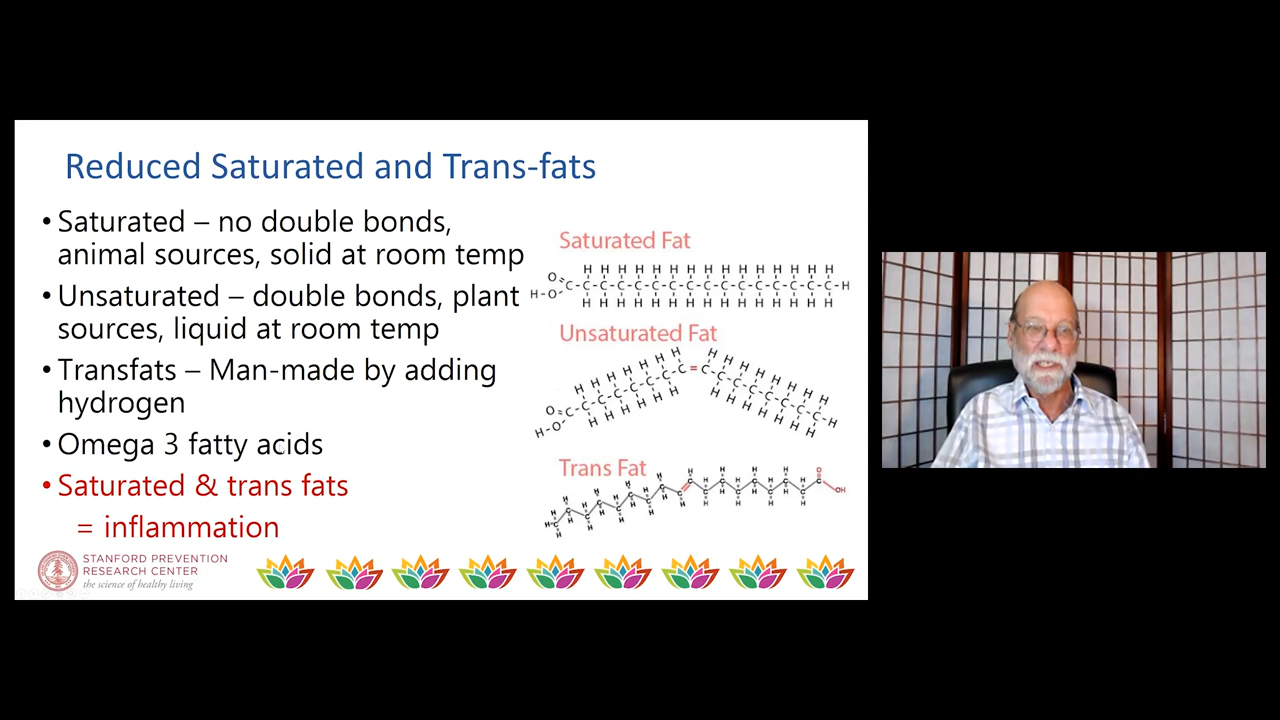 Reduced Saturated and Trans-fats
• Saturated – no double bonds,
animal sources, solid at room temp
• Unsaturated – double bonds, plant
sources, liquid at room temp
• Transfats – Man-made by adding
hydrogen
• Omega 3 fatty acids
• Saturated & trans fats
= inflammation
Saturated Fat
H H H H H H H H H H H H H H H
O=C-C-C-C-C-C-C-C-C-C-C-C-C-C-C-C-H
H-O
H H H H H H H H H H H H H H H
Unsaturated Fat
Trans Fat
STANFORD PREVENTION
RESEARCH CENTER
the science of healthy living